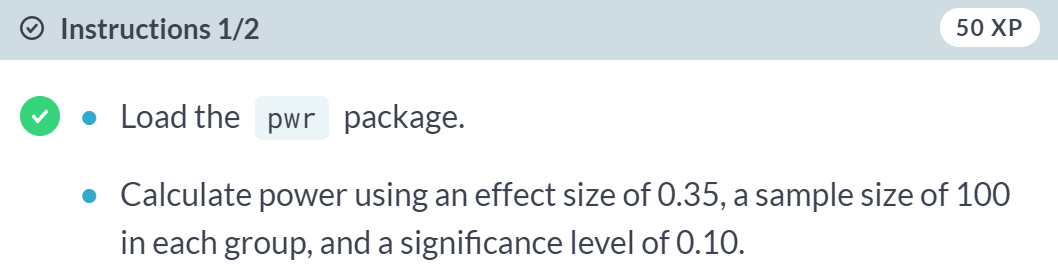 Instructions 1/2 50 XP
Load the pwr package.
Calculate power using an effect size of 0.35, a sample size of 100
in each group, and a significance level of 0.10.